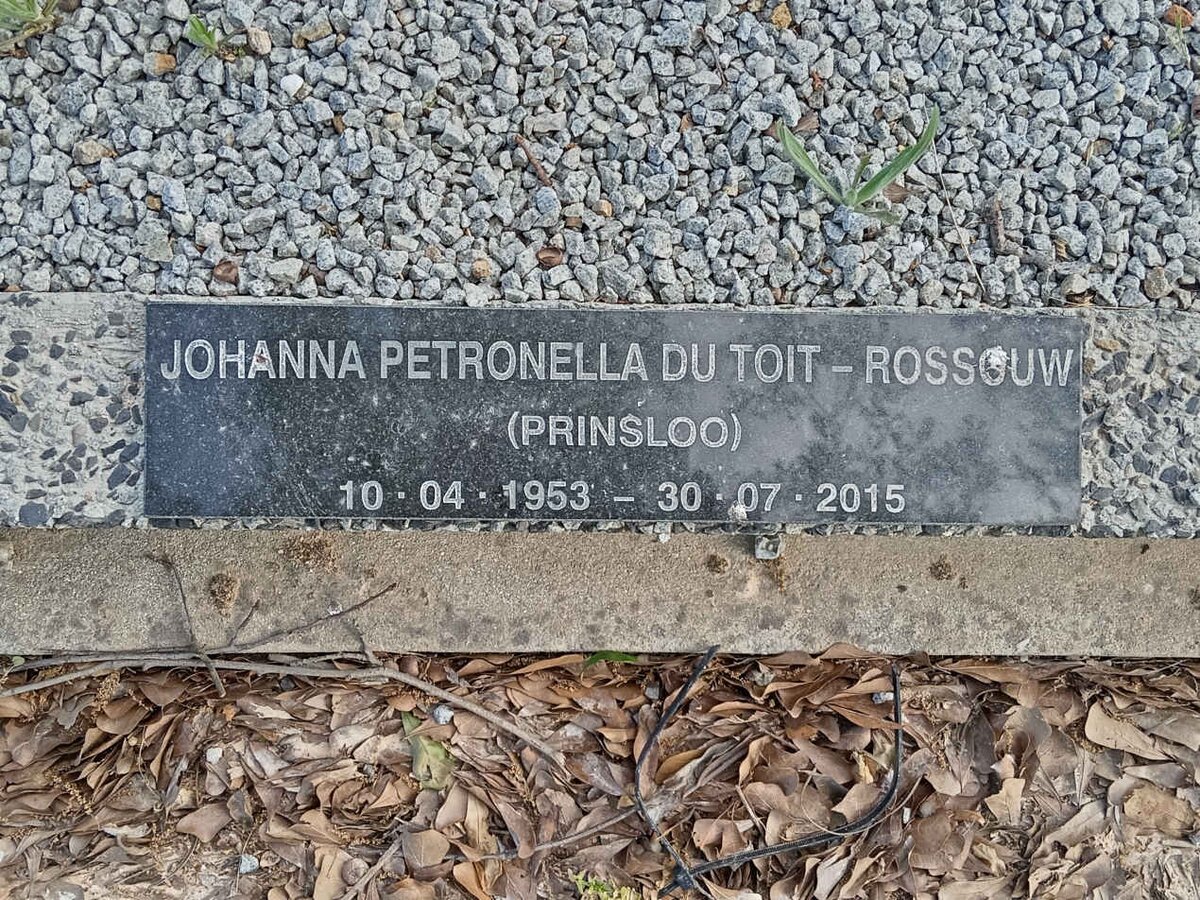 JOHANNA PETRONELLA DU TOIT – ROSSOUW
(PRINSLOO)
10 · 04 · 1953 – 30 · 07 · 2015